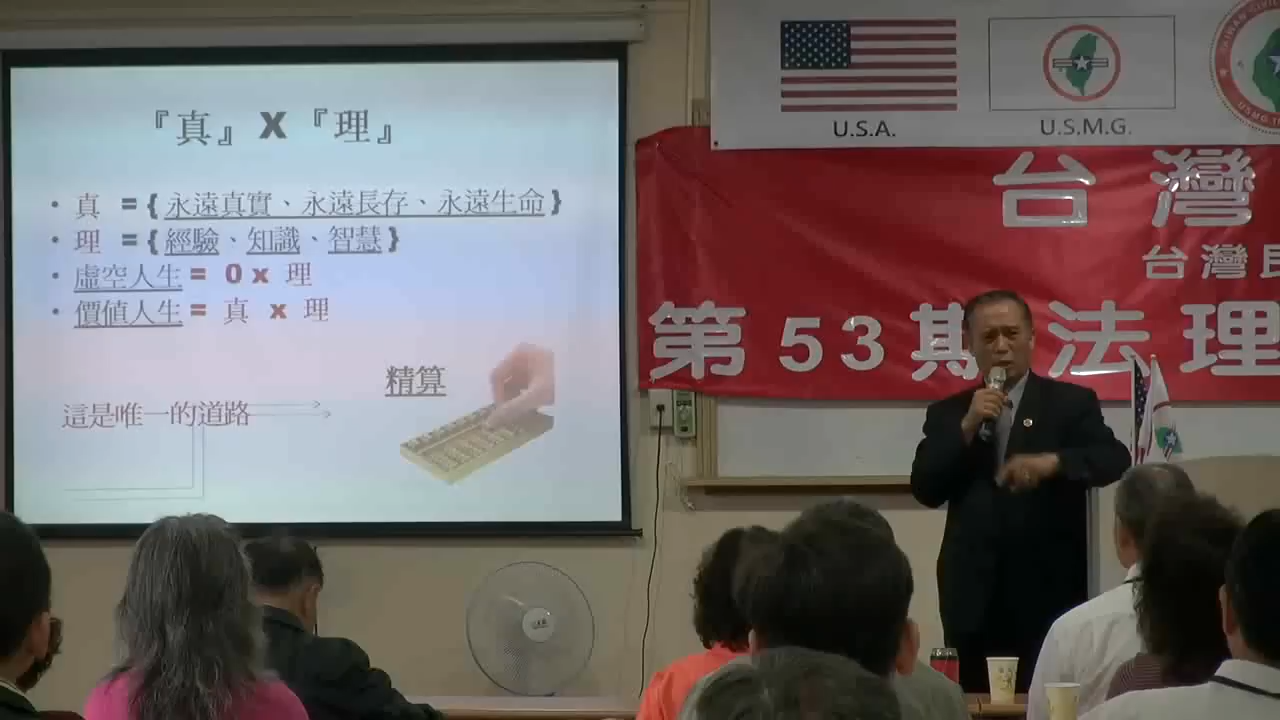 『真』X『理』
• 真 ={永遠真實、永遠長存、永遠生命}
• 理 ={經驗、知識、智慧}
• 虛空人生= 0 x 理
• 價值人生= 真 x 理
精算
這是唯一的道路
U.S.A.
U.S.M.G.
台灣
台灣民
第53期法理